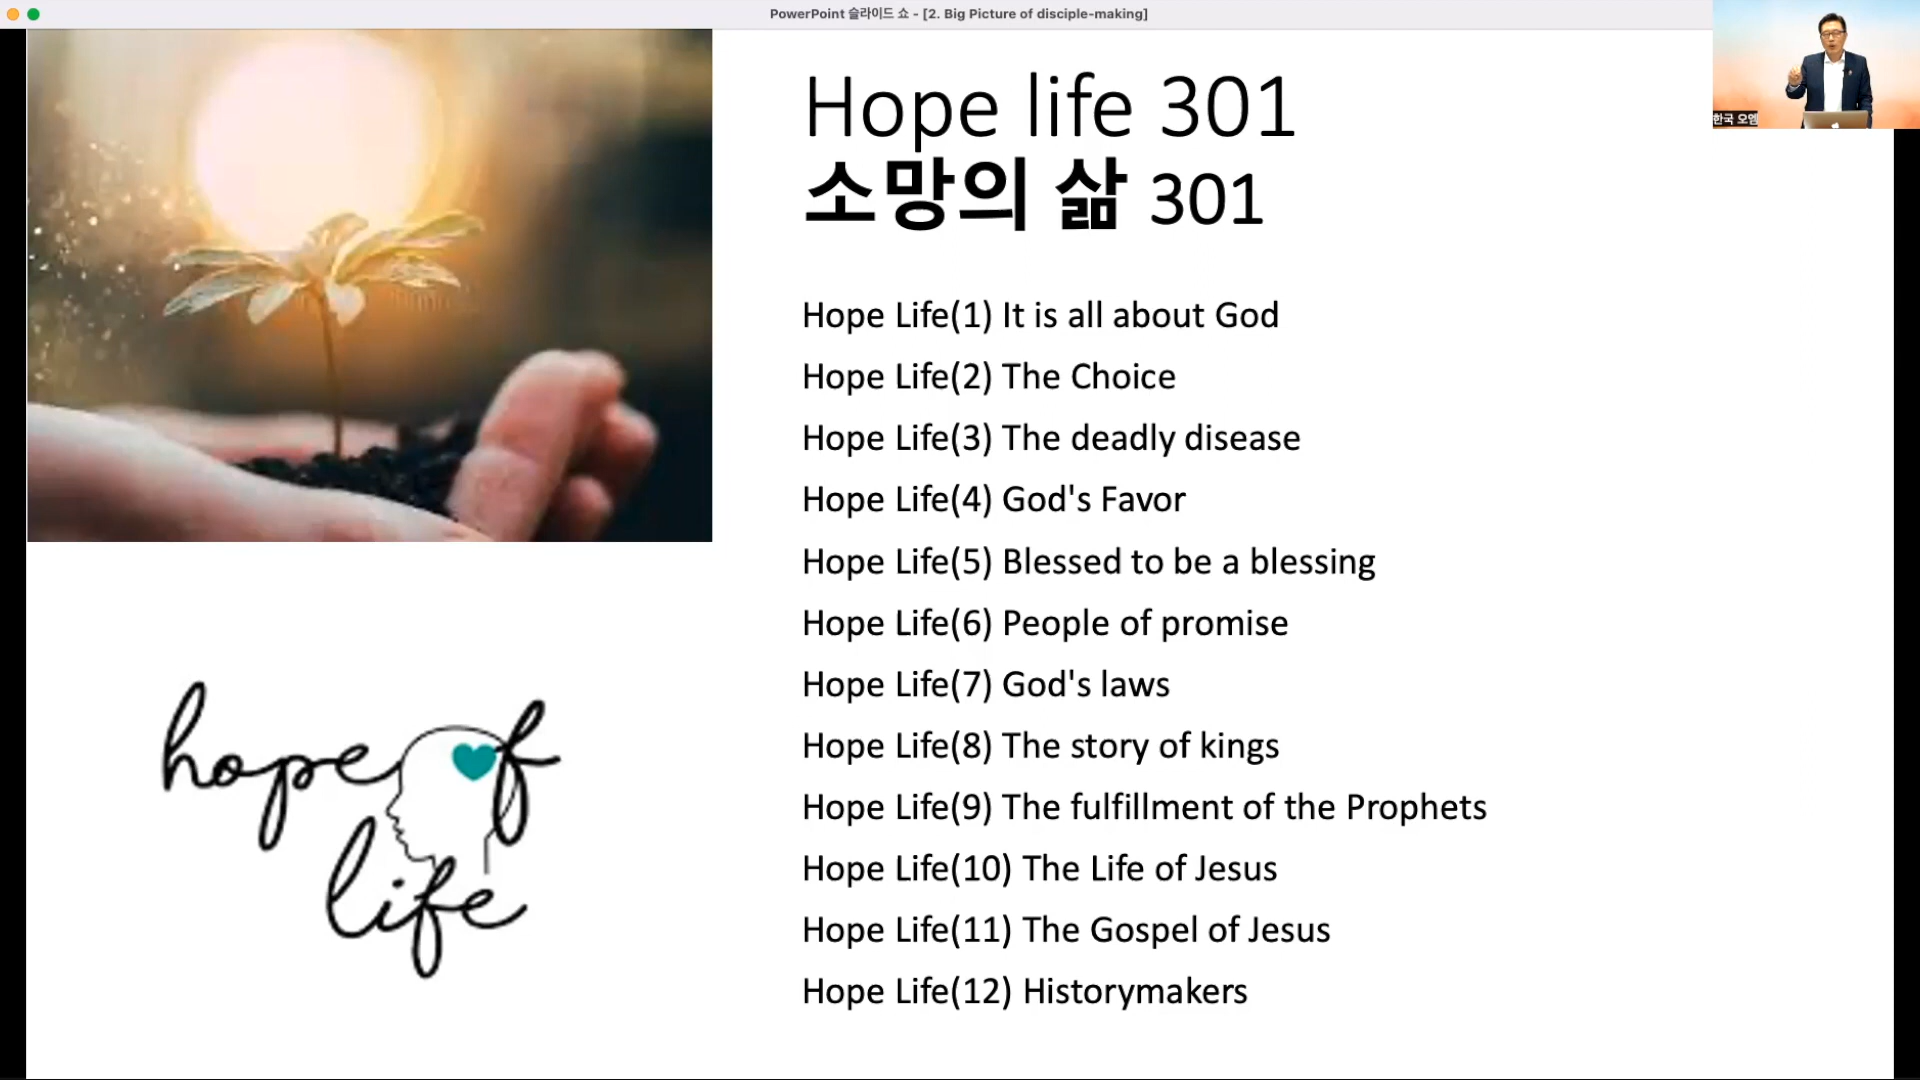 PowerPoint 슬라이드 쇼 - [2. Big Picture of disciple-making]
한국 오엠
Hope life 301
소망의 삶 301
Hope Life(1) It is all about God
Hope Life(2) The Choice
Hope Life(3) The deadly disease
Hope Life(4) God's Favor
Hope Life(5) Blessed to be a blessing
Hope Life(6) People of promise
Hope Life(7) God's laws
Hope Life(8) The story of kings
Hope Life(9) The fulfillment of the Prophets
Hope Life(10) The Life of Jesus
Hope Life(11) The Gospel of Jesus
Hope Life(12) Historymakers
hope of
life